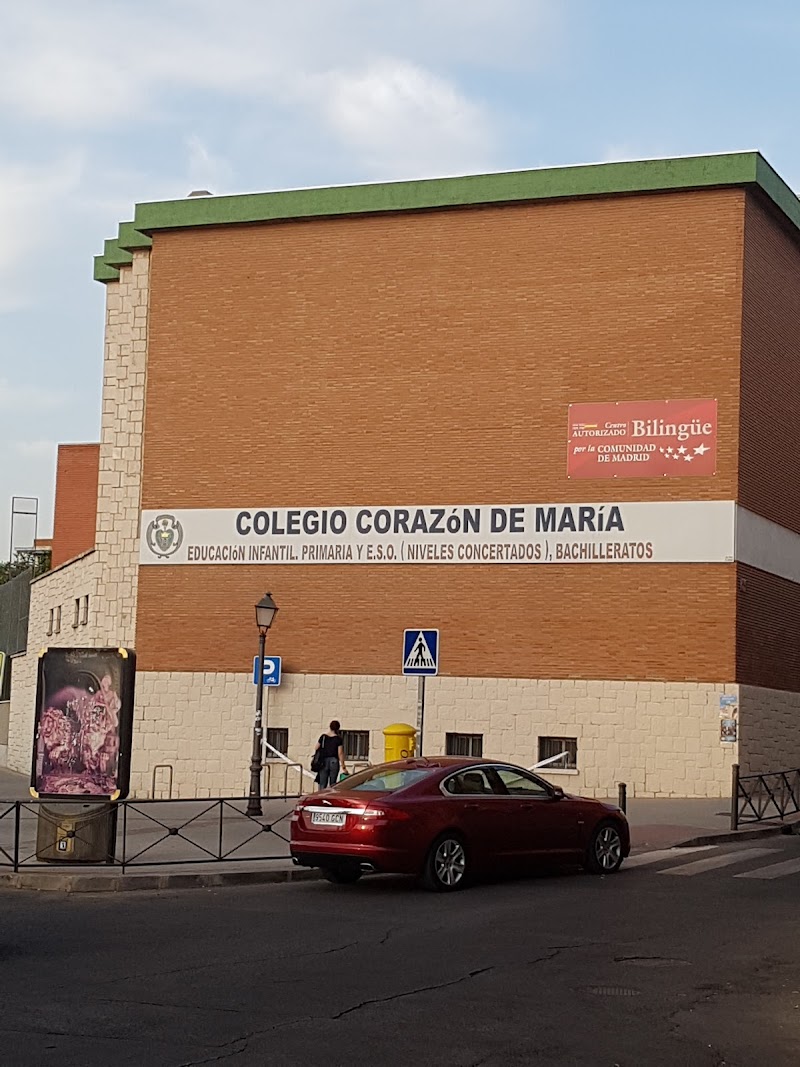 Centro Bilingüe
AUTORIZADO
por la COMUNIDAD
DE MADRID
COLEGIO CORAZóN DE MARíA
EDUCACIóN INFANTIL. PRIMARIA Y E.S.O. ( NIVELES CONCERTADOS ), BACHILLERATOS
P
9540 GCN